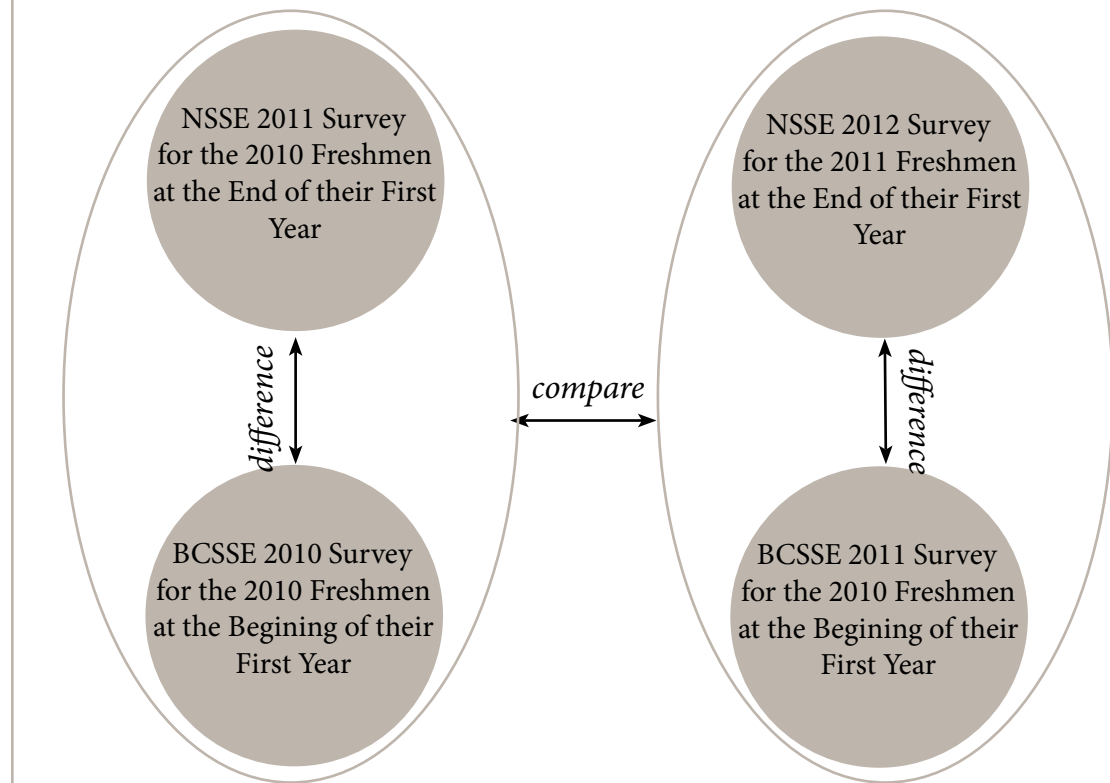 NSSE 2011 Survey
for the 2010 Freshmen
at the End of their First
Year
NSSE 2012 Survey
for the 2011 Freshmen
at the End of their First
Year
difference
compare
difference
BCSSE 2010 Survey
for the 2010 Freshmen
at the Begining of their
First Year
BCSSE 2011 Survey
for the 2010 Freshmen
at the Begining of their
First Year